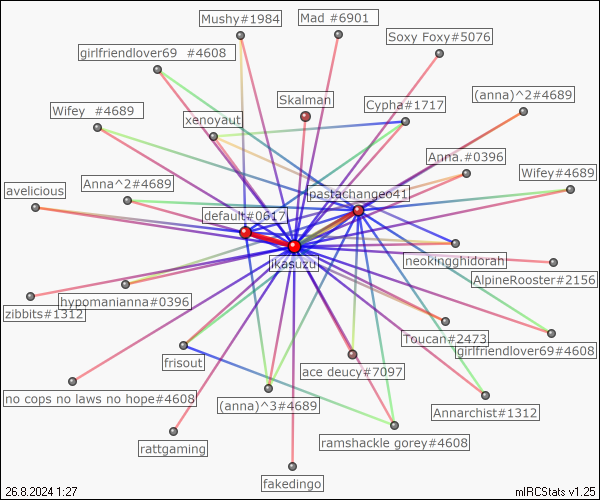 Mushy#1984
Mad #6901
Soxy Foxy#5076
girlfriendlover69 #4608
(anna)^2#4689
Skalman
Cypha#1717
Wifey #4689
xenoyaut
Anna.#0396
Wifey#4689
Anna^2#4689
avelicious
pastachangeo41
default#0617
ikasuzu
neokingghidorah
AlpineRooster#2156
hypomanianna#0396
zibbits#1312
Toucan#2473
girlfriendlover69#4608
frisout
ace deucy#7097
no cops no laws no hope#4608
(anna)^3#4689
Annarchist#1312
rattgaming
ramshackle gorey#4608
fakedingo
26.8.2024 1:27
mIRCStats v1.25